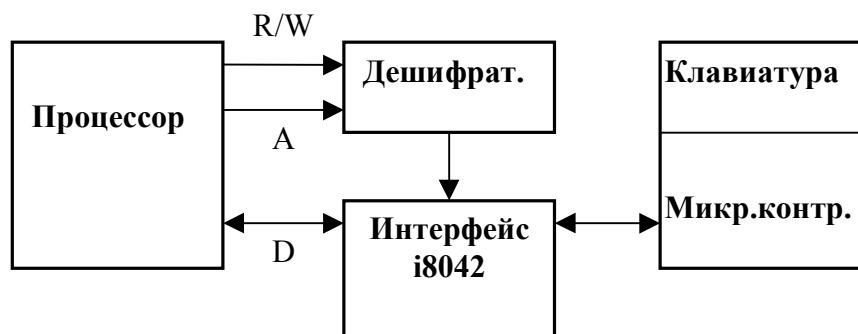 R/W
Процессор
A
D
Дешифрат.
Интерфейс
i8042
Клавиатура
Микр.контр.